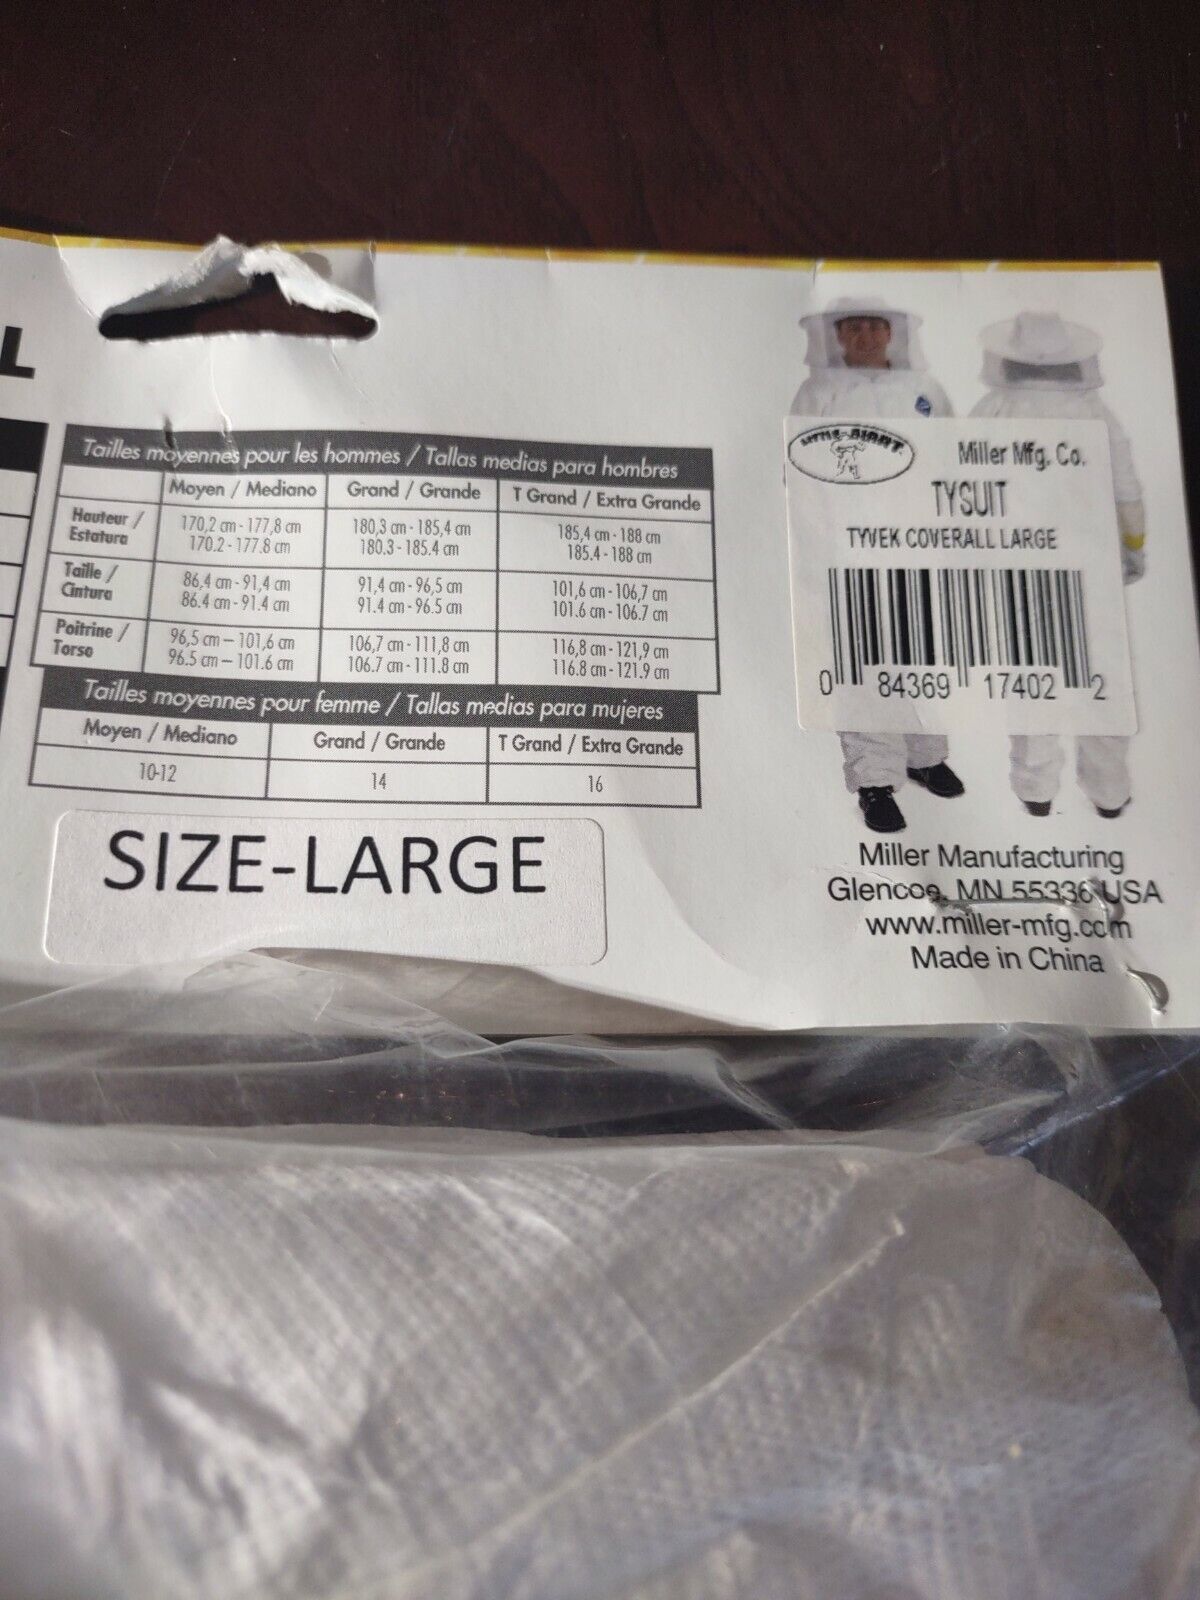 L
Tailles moyennes pour les hommes / Tallas medias para hombres
Moyen / Mediano Grand / Grande T Grand / Extra Grande
Hauteur / Estatura
170,2 cm - 177,8 cm 180,3 cm - 185,4 cm 185,4 cm - 188 cm
170.2 - 177.8 cm 180.3 - 185.4 cm 185.4 - 188 cm
Taille / Cintura
86,4 cm - 91,4 cm 91,4 cm - 96,5 cm 101,6 cm - 106,7 cm
86.4 cm - 91.4 cm 91.4 cm - 96.5 cm 101.6 cm - 106.7 cm
Poitrine / Torso
96,5 cm – 101,6 cm 106,7 cm - 111,8 cm 116,8 cm - 121,9 cm
96.5 cm – 101.6 cm 106.7 cm - 111.8 cm 116.8 cm - 121.9 cm
Tailles moyennes pour femme / Tallas medias para mujeres
Moyen / Mediano Grand / Grande T Grand / Extra Grande
10-12 14 16
SIZE-LARGE
LITTLE-GIANT
Miller Mfg. Co.
TYSUIT
TYVEK COVERALL LARGE
0 84369 17402 2
Miller Manufacturing
Glencoe, MN 55336 USA
www.miller-mfg.com
Made in China